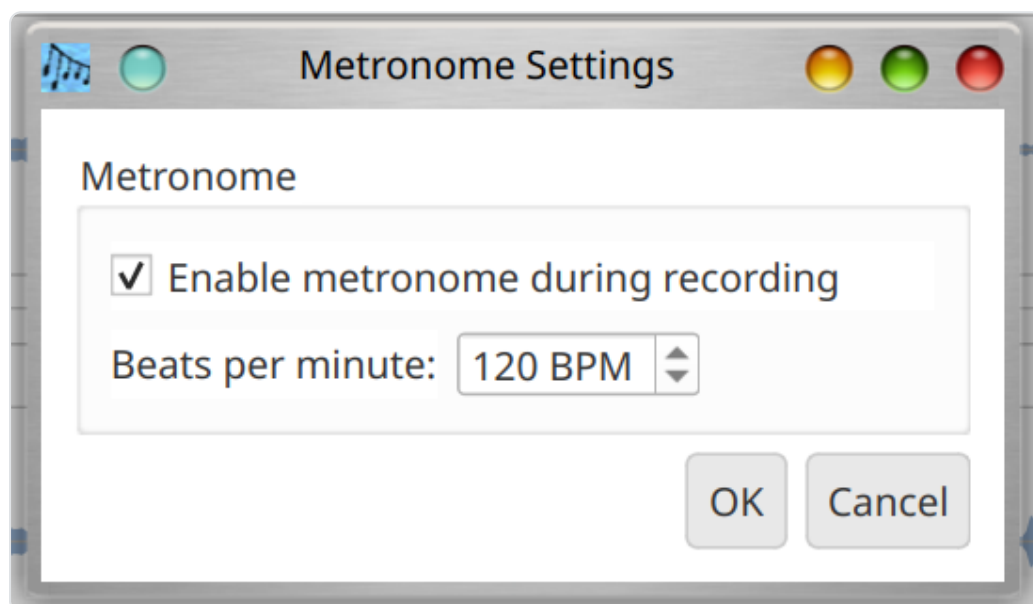 Metronome Settings
Metronome
Enable metronome during recording
Beats per minute: 120 BPM
OK Cancel